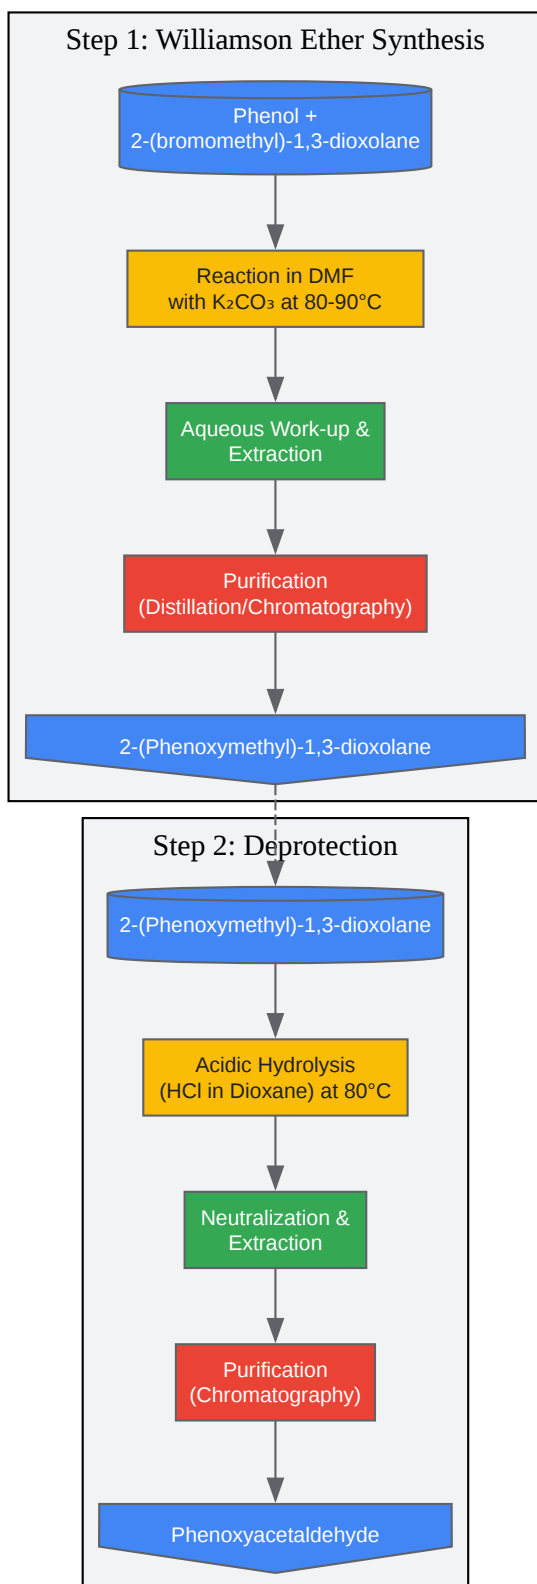 Step 1: Williamson Ether Synthesis
Phenol +
2-(bromomethyl)-1,3-dioxolane
Reaction in DMF
with K₂CO₃ at 80-90°C
Aqueous Work-up &
Extraction
Purification
(Distillation/Chromatography)
2-(Phenoxymethyl)-1,3-dioxolane
Step 2: Deprotection
2-(Phenoxymethyl)-1,3-dioxolane
Acidic Hydrolysis
(HCl in Dioxane) at 80°C
Neutralization &
Extraction
Purification
(Chromatography)
Phenoxyacetaldehyde